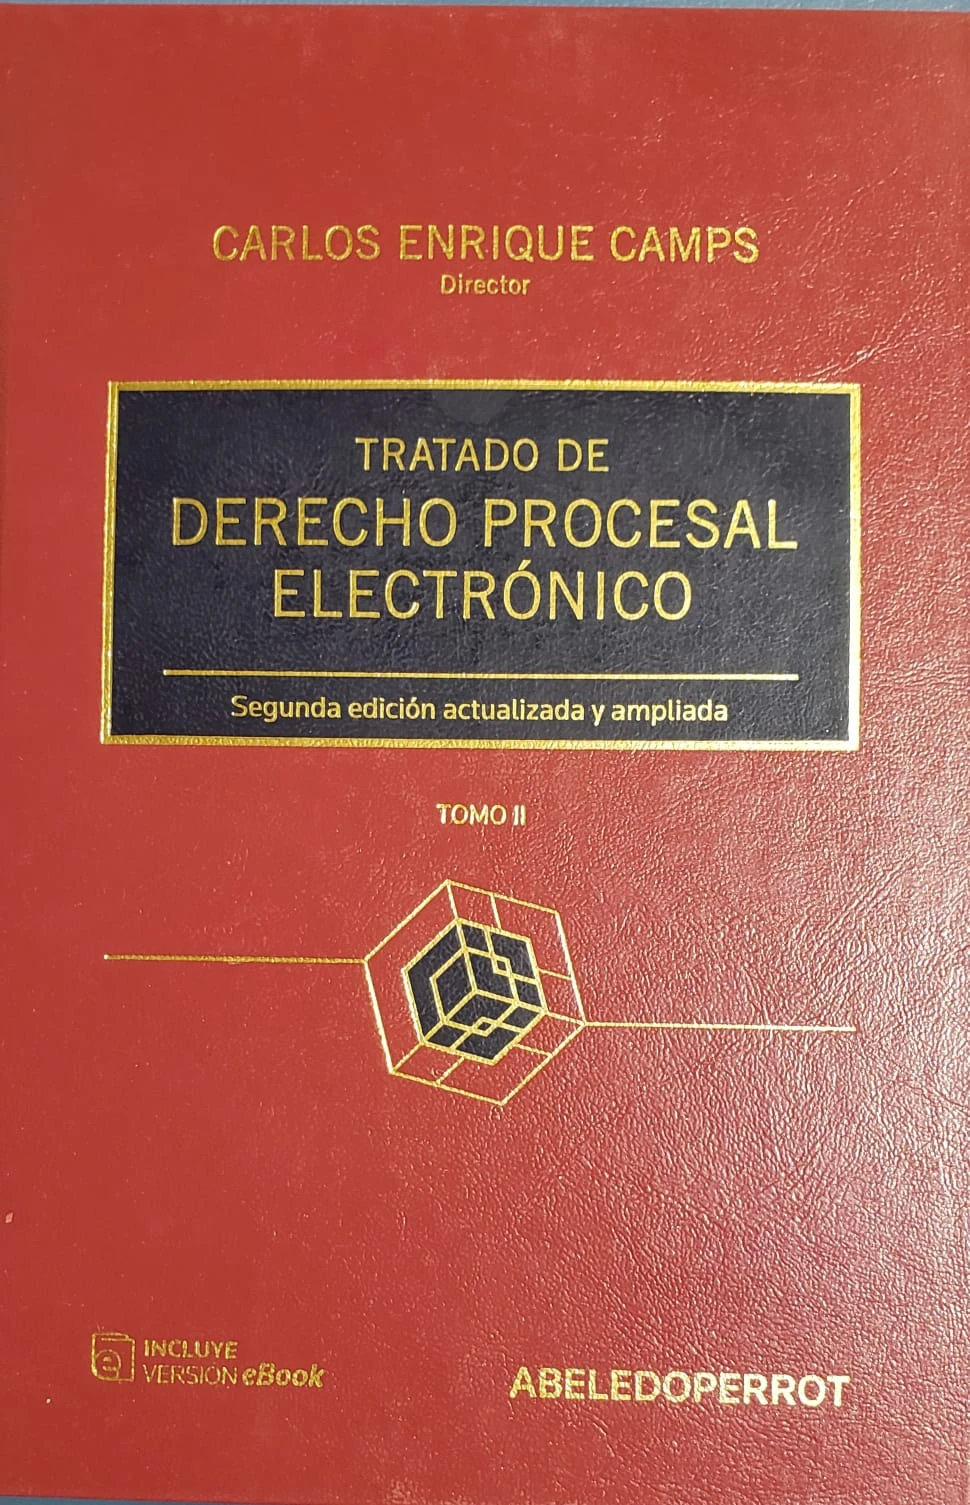 CARLOS ENRIQUE CAMPS
Director
TRATADO DE
DERECHO PROCESAL
ELECTRÓNICO
Segunda edición actualizada y ampliada
TOMO II
e
INCLUYE
VERSIÓN eBook
ABELEDOPERROT